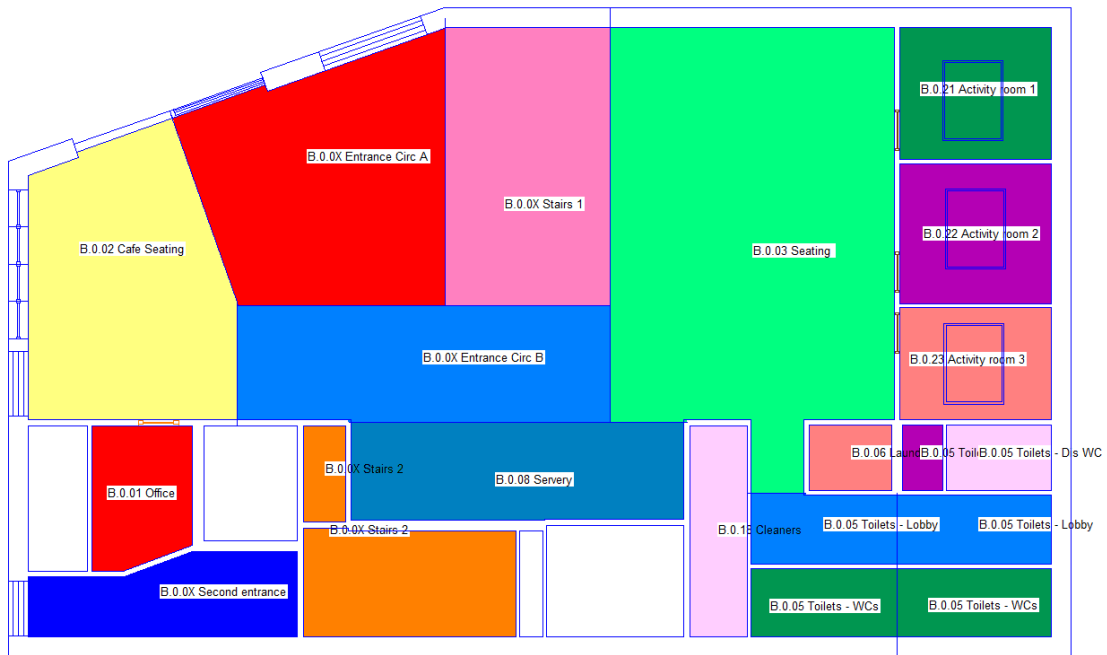 B.0.21 Activity room 1
B.0.0X Entrance Circ A
B.0.0X Stairs 1
B.0.22 Activity room 2
B.0.02 Cafe Seating
B.0.03 Seating
B.0.0X Entrance Circ B
B.0.23 Activity room 3
B.0.06
B.0.05
B.0.05 Toilets - Dis WC
B.0.0X Stairs 2
B.0.08 Servery
B.0.01 Office
B.0.0X Stairs 2
Cleaners
B.0.05 Toilets - Lobby
B.0.05 Toilets - Lobby
B.0.0X Second entrance
B.0.05 Toilets - WCs
B.0.05 Toilets - WCs